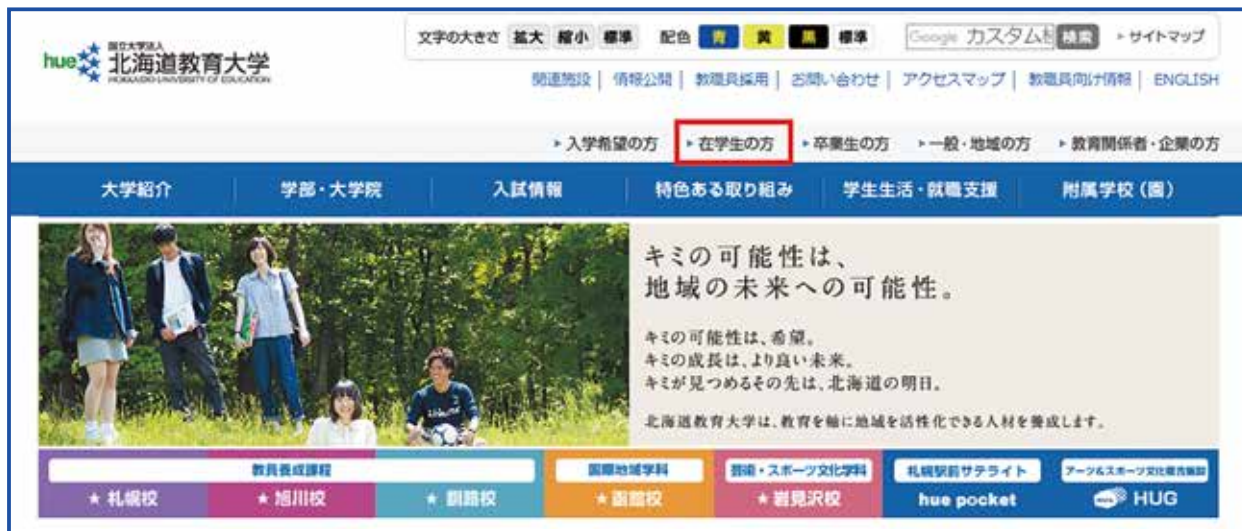 文字の大きさ 拡大 縮小 標準 配色 青 黄 黒 標準 Google カスタム検 検索 サイトマップ
hue 国立大学法人
北海道教育大学
HOKKAIDO UNIVERSITY OF EDUCATION
関連施設 | 情報公開 | 教職員採用 | お問い合わせ | アクセスマップ | 教職員向け情報 | ENGLISH
入学希望の方 在学生の方 卒業生の方 一般・地域の方 教育関係者・企業の方
大学紹介 学部・大学院 入試情報 特色ある取り組み 学生生活・就職支援 附属学校(園)
キミの可能性は、
地域の未来への可能性。
キミの可能性は、希望。
キミの成長は、より良い未来。
キミが見つめるその先は、北海道の明日。
北海道教育大学は、教育を軸に地域を活性化できる人材を養成します。
教員養成課程 国際地域学科 芸術・スポーツ文化学科 札幌駅前サテライト アーツ&スポーツ文化複合施設
★ 札幌校 ★ 旭川校 ★ 釧路校 ★ 函館校 ★ 岩見沢校 hue pocket HUG